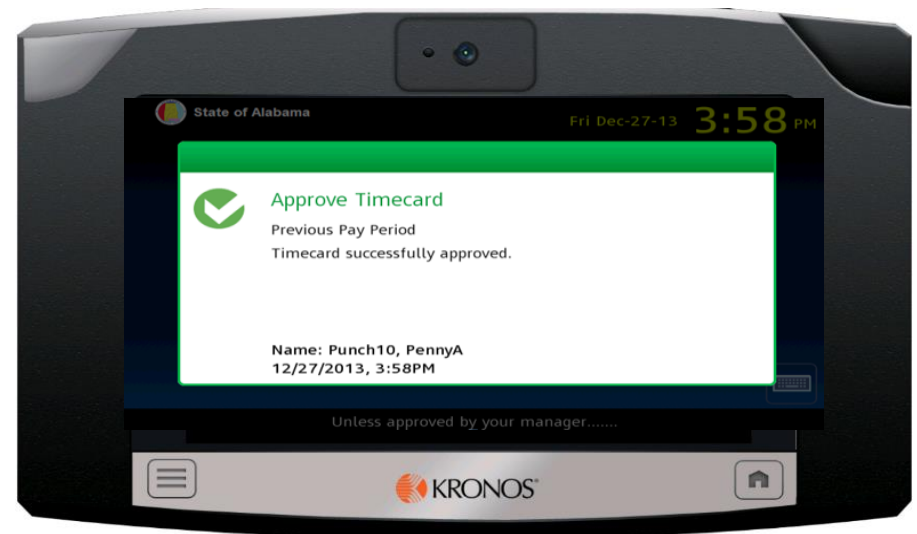 State of Alabama
Fri Dec-27-13 3:58 PM
Approve Timecard
Previous Pay Period
Timecard successfully approved.
Name: Punch10, PennyA
12/27/2013, 3:58PM
Unless approved by your manager.......
KRONOS®